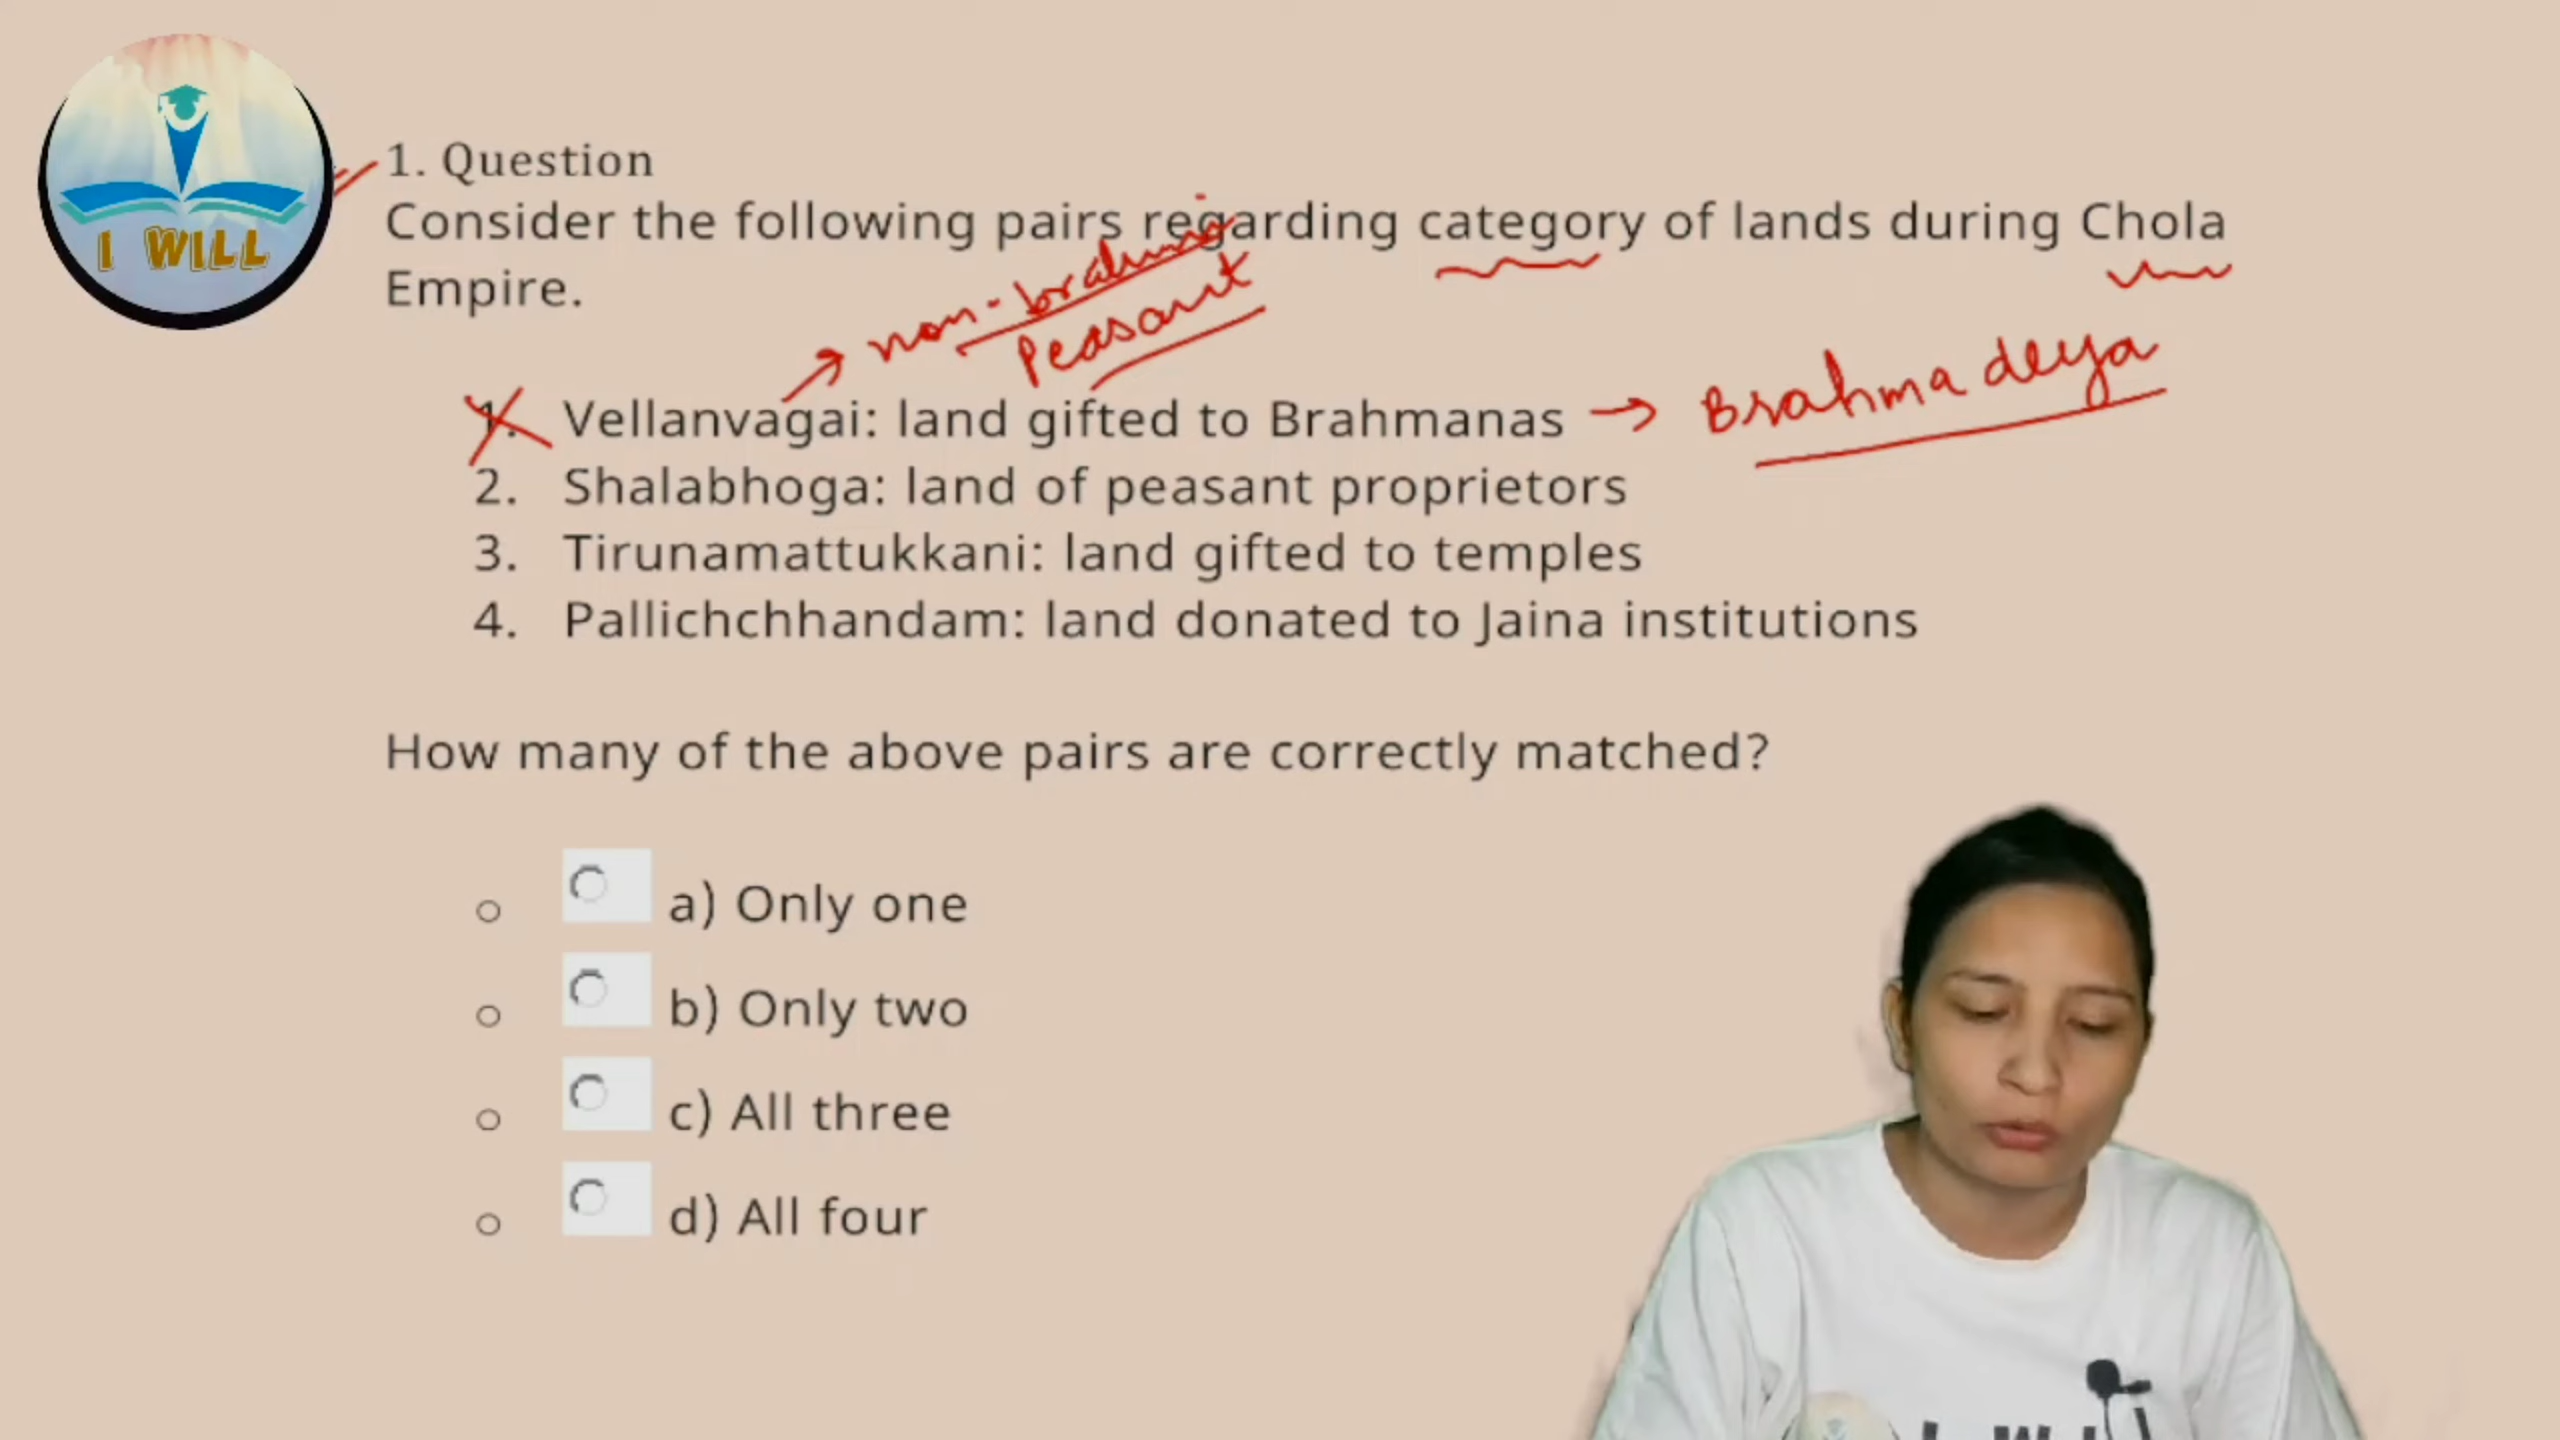 I WILL
1. Question
Consider the following pairs regarding category of lands during Chola
Empire.
non-brahmin
Peasant
1. Vellanvagai: land gifted to Brahmanas → Brahmadeya
2. Shalabhoga: land of peasant proprietors
3. Tirunamattukkani: land gifted to temples
4. Pallichchhandam: land donated to Jaina institutions
How many of the above pairs are correctly matched?
a) Only one
b) Only two
c) All three
d) All four